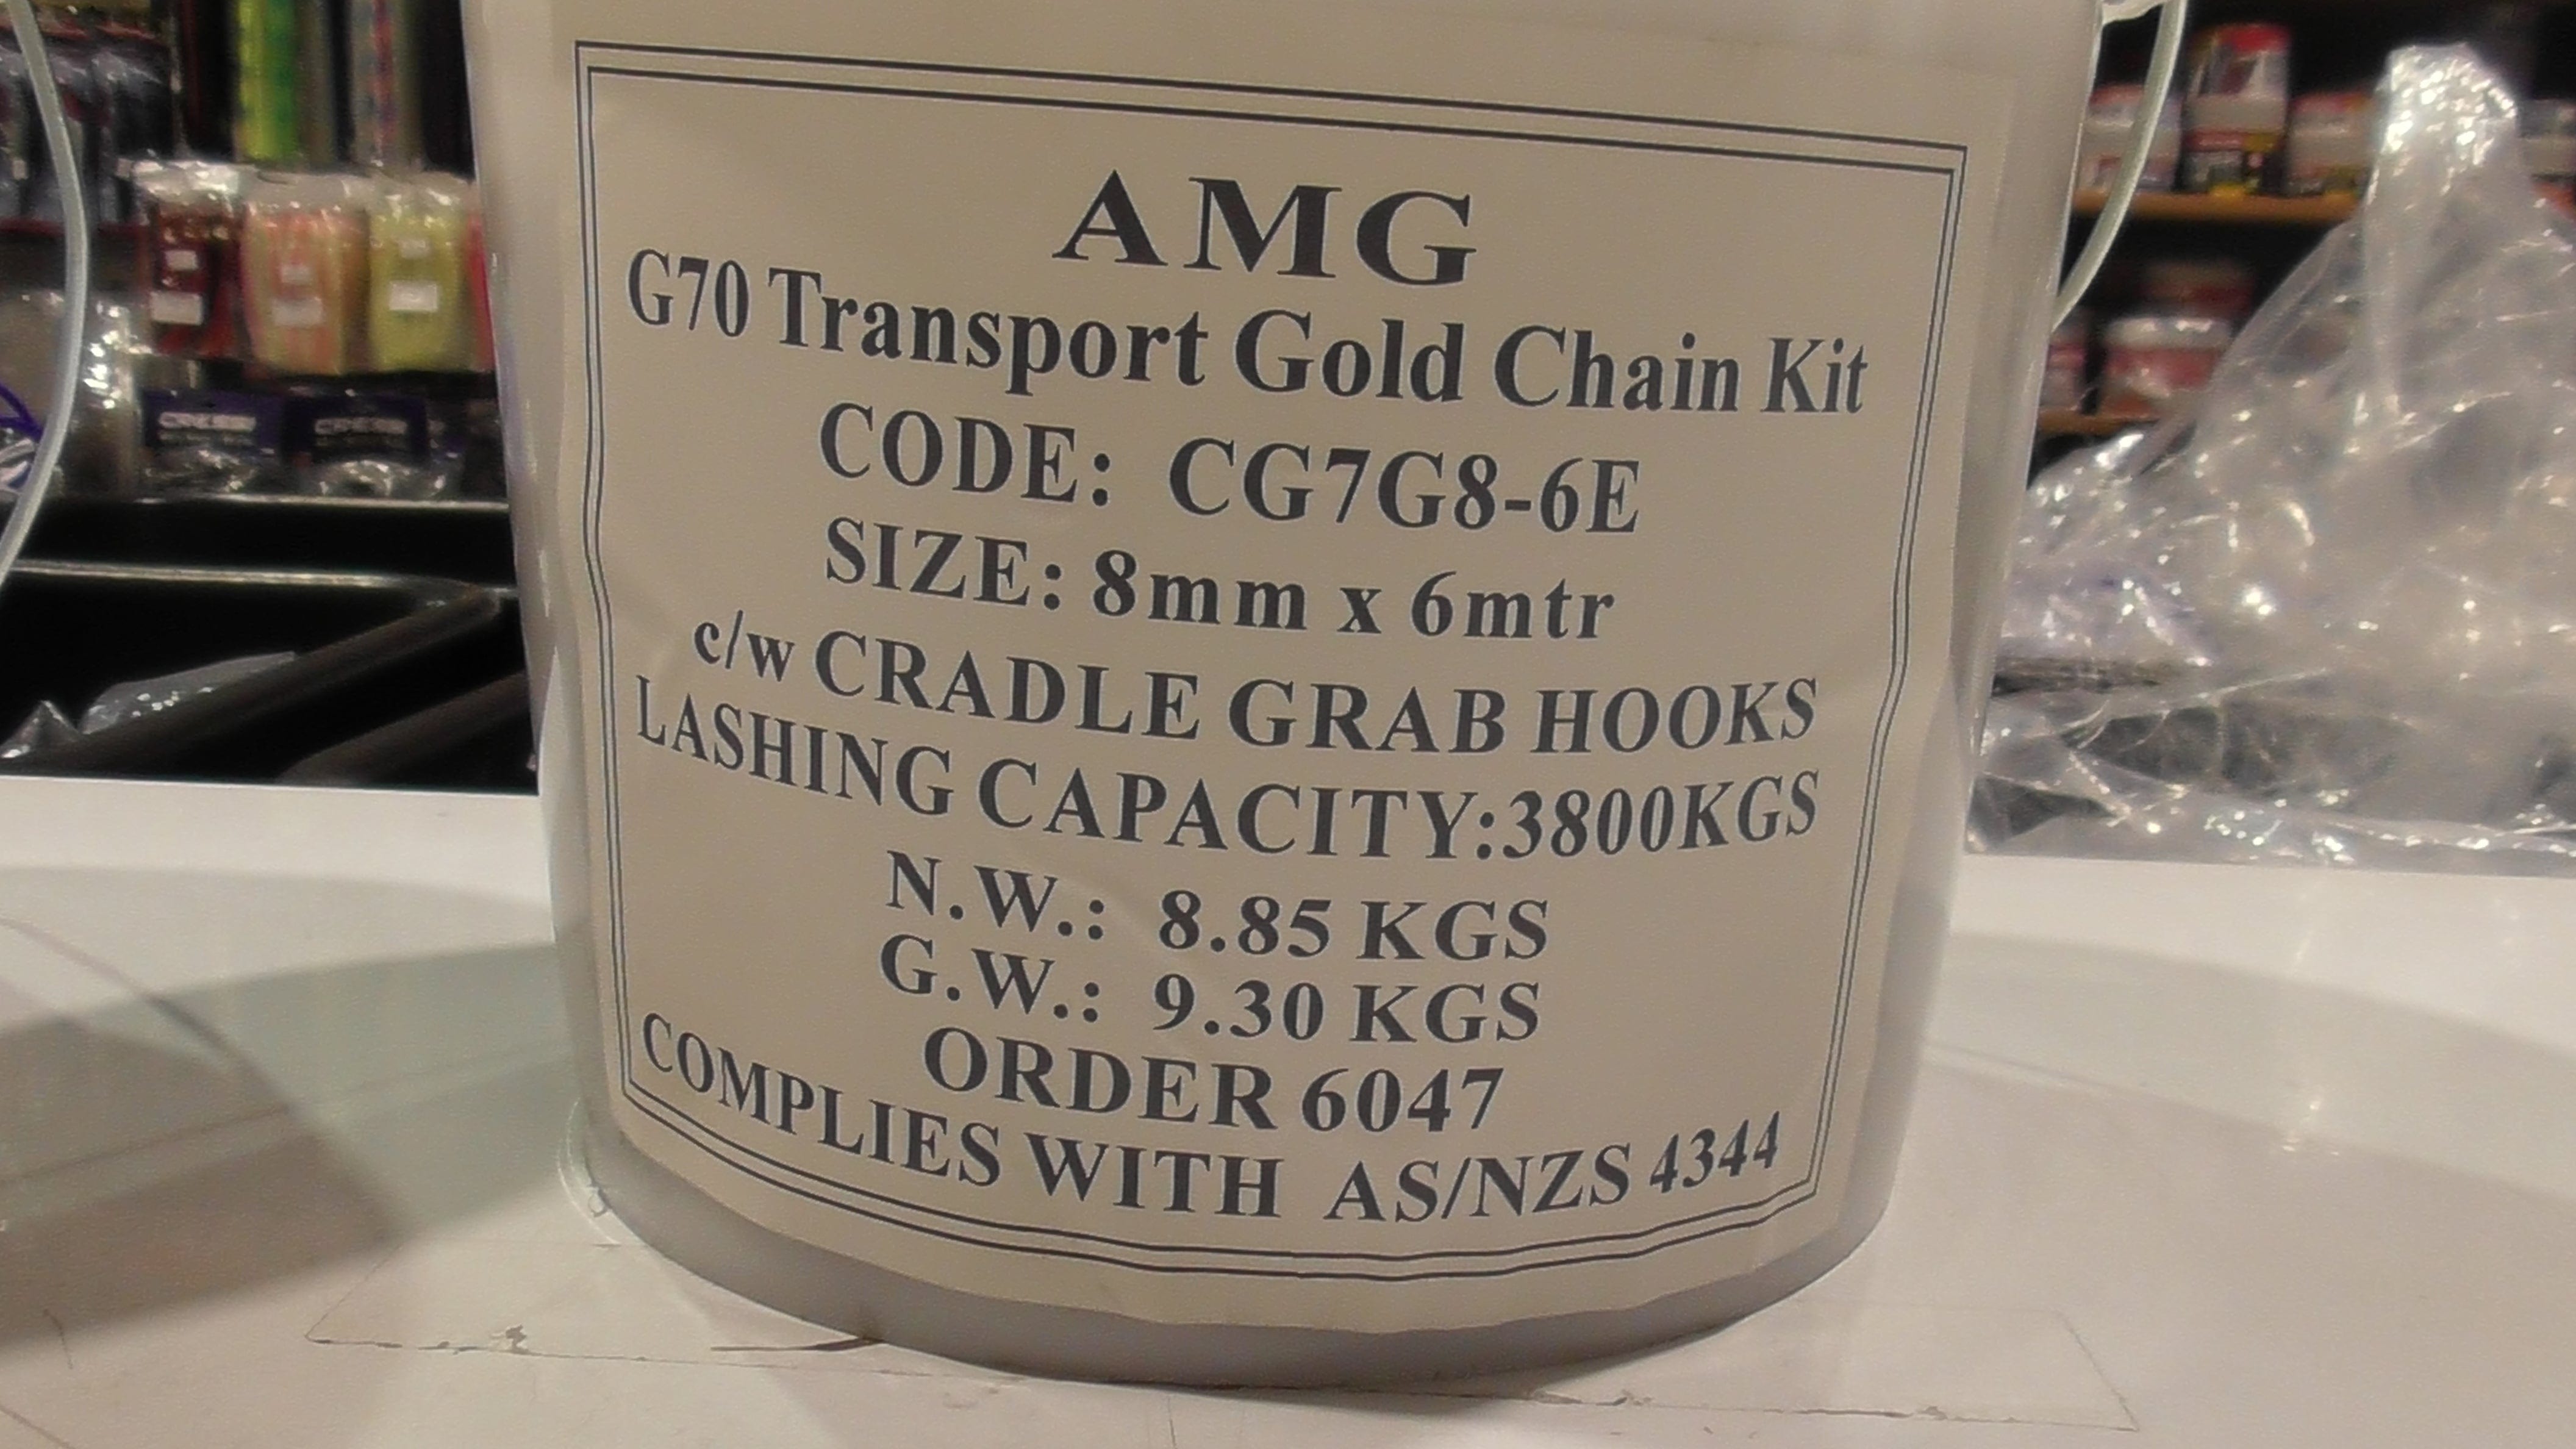 AMG
G70 Transport Gold Chain Kit
CODE: CG7G8-6E
SIZE: 8mm x 6mtr
c/w CRADLE GRAB HOOKS
LASHING CAPACITY:3800KGS
N.W.: 8.85 KGS
G.W.: 9.30 KGS
ORDER 6047
COMPLIES WITH AS/NZS 4344